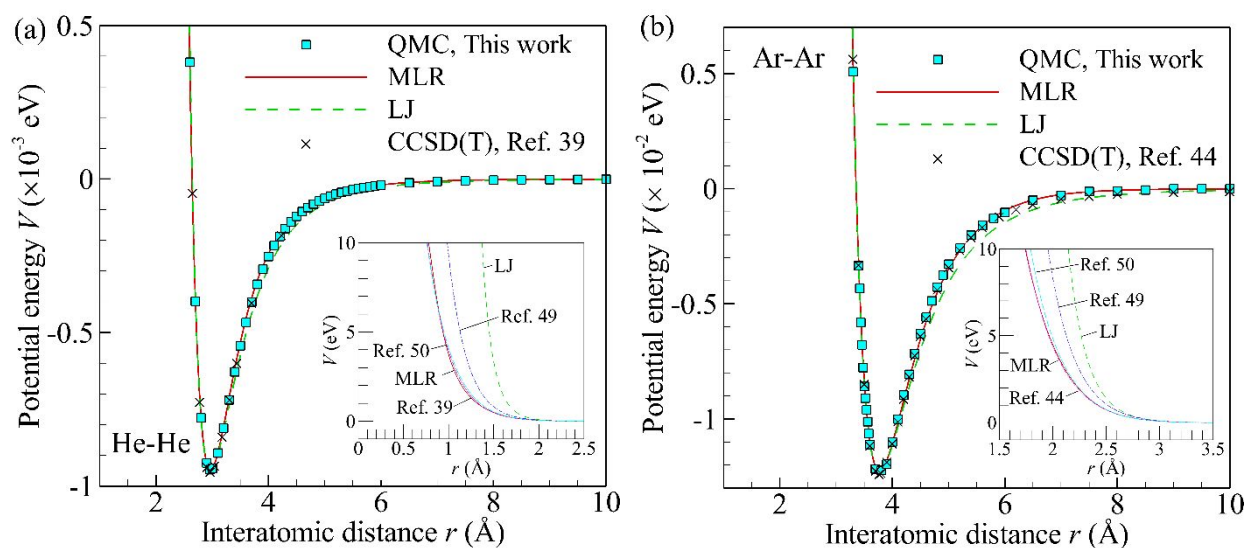 (a)
0.5
QMC, This work
MLR
LJ
CCSD(T), Ref. 39
0
-0.5
-1
Potential energy V (×10⁻³ eV)
He-He
2
4
6
8
10
Interatomic distance r (Å)
10
5
0
V (eV)
LJ
Ref. 49
Ref. 50
MLR
Ref. 39
0
0.5
1
1.5
2
2.5
r (Å)
(b)
Ar-Ar
QMC, This work
MLR
LJ
CCSD(T), Ref. 44
0.5
0
-0.5
-1
Potential energy V (× 10⁻² eV)
2
4
6
8
10
Interatomic distance r (Å)
10
5
0
V (eV)
Ref. 50
Ref. 49
LJ
MLR
Ref. 44
1.5
2
2.5
3
3.5
r (Å)